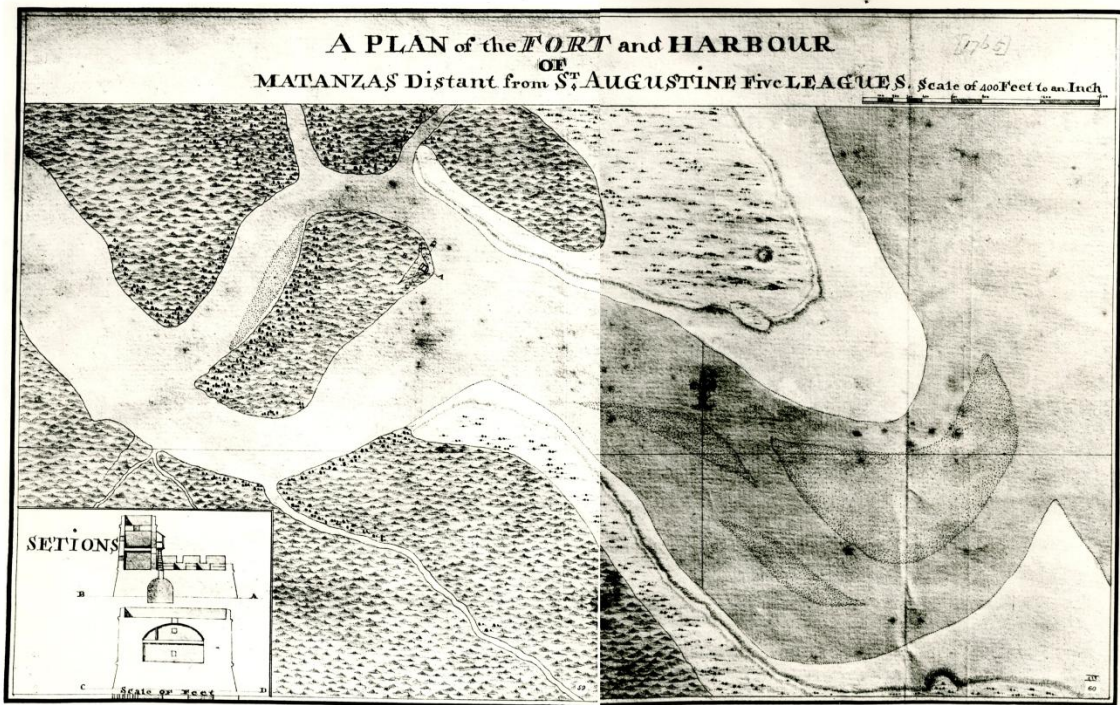 A PLAN of the FORT and HARBOUR
OF
MATANZAS Distant from S.T AUGUSTINE Five LEAGUES. Scale of 400 Feet to an Inch
[1765]
SETIONS
B A
C D
Scale of Feet
59
60